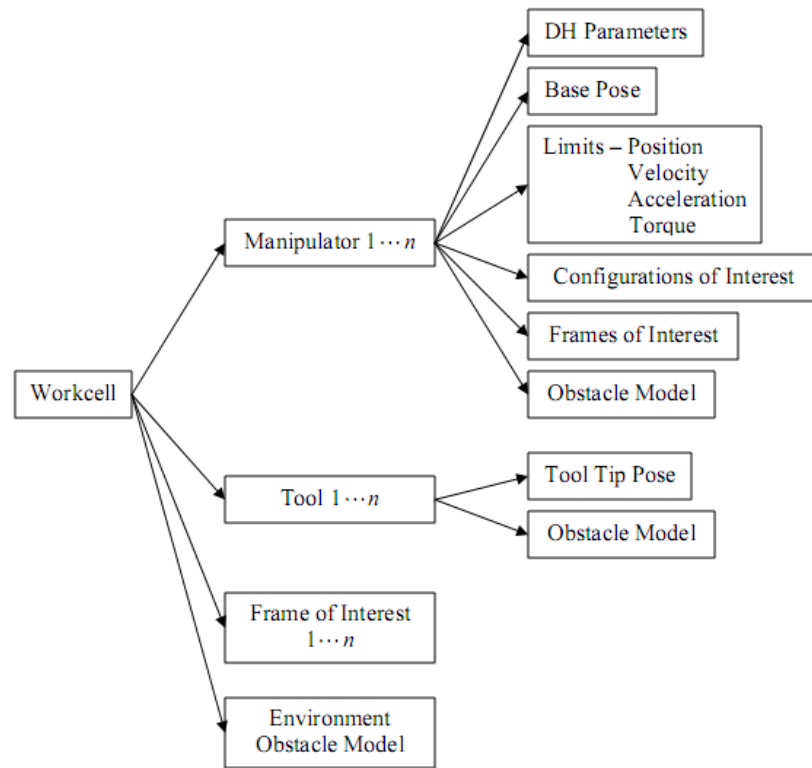 DH Parameters
Base Pose
Limits – Position
Velocity
Acceleration
Torque
Manipulator 1⋯n
Configurations of Interest
Frames of Interest
Workcell
Obstacle Model
Tool Tip Pose
Tool 1⋯n
Obstacle Model
Frame of Interest
1⋯n
Environment
Obstacle Model